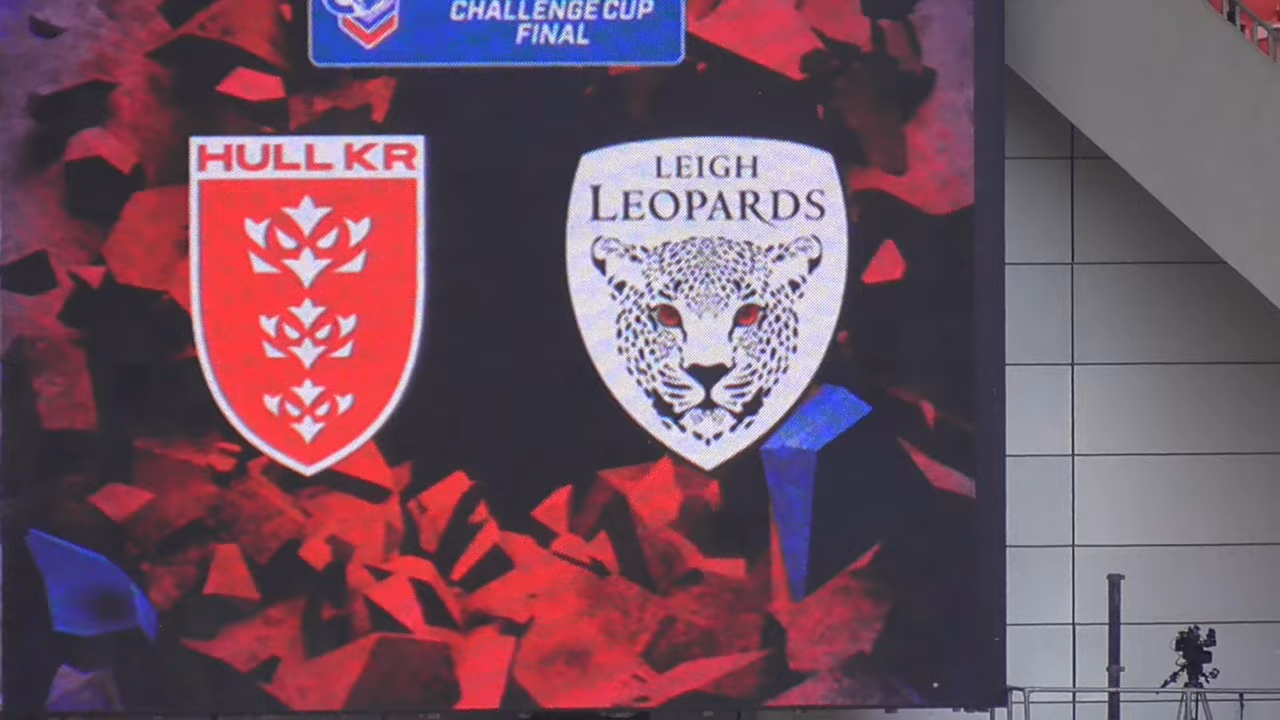 CHALLENGE CUP
FINAL
HULL KR
LEIGH
LEOPARDS